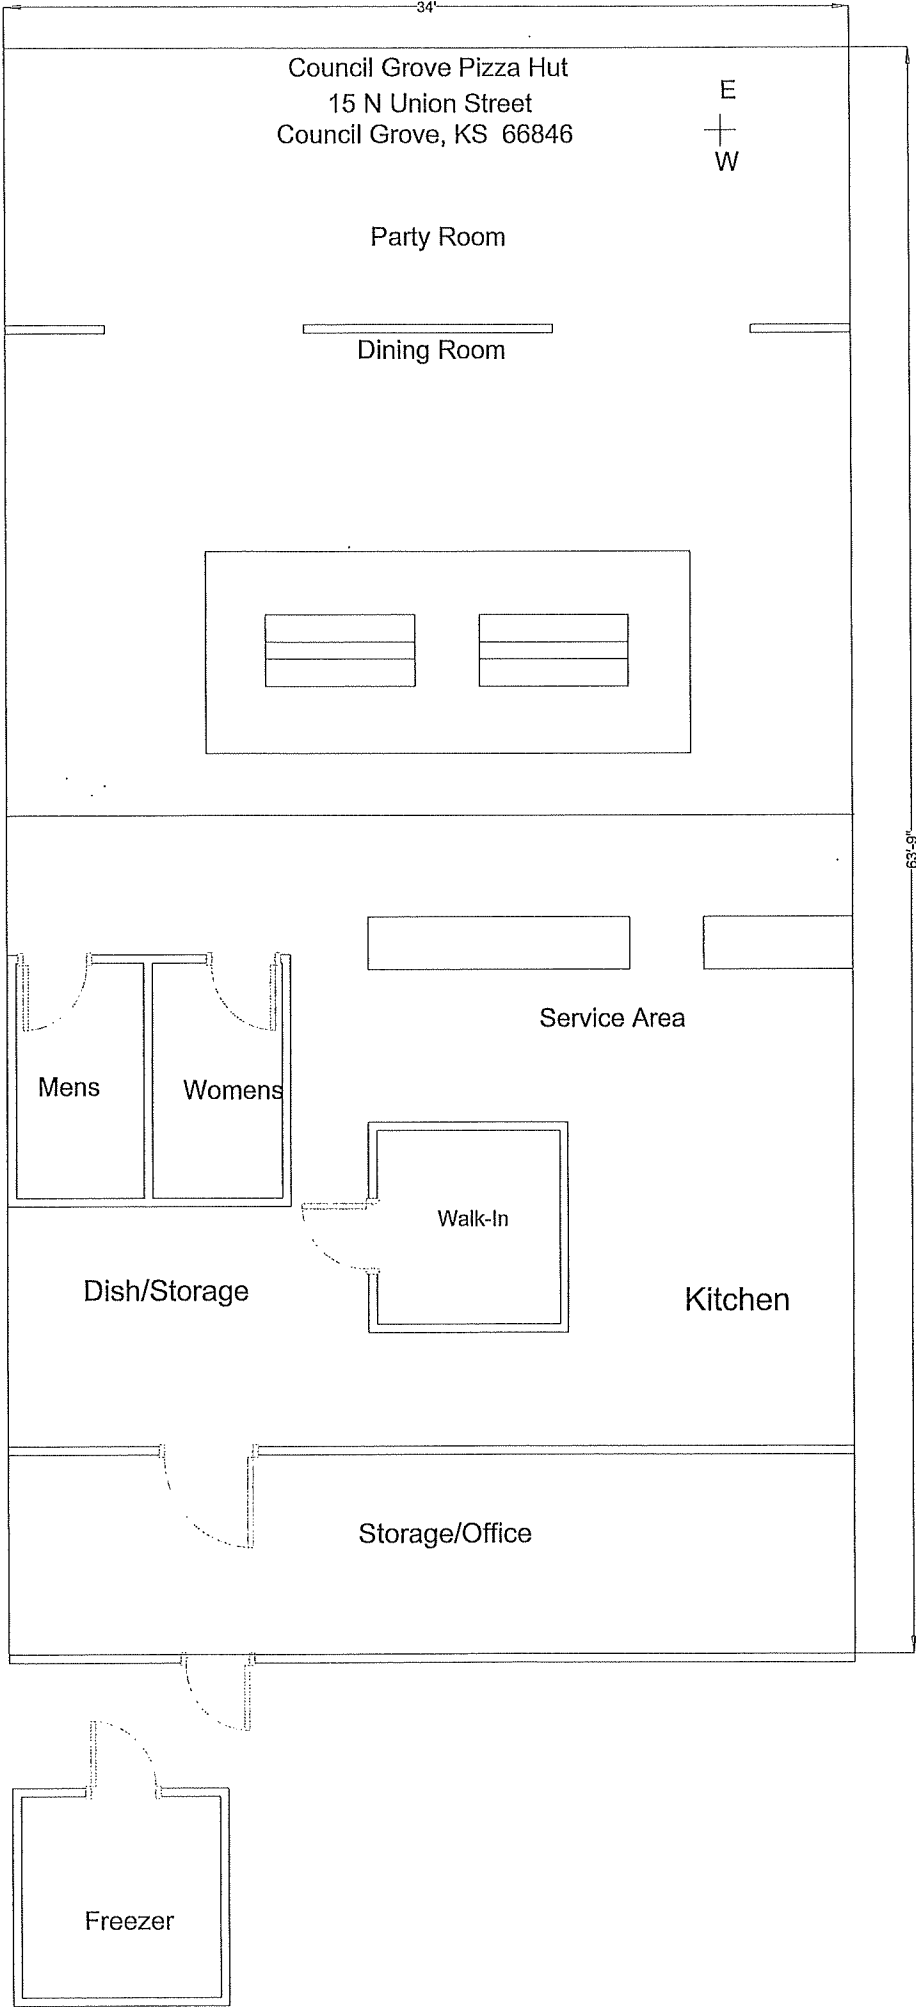 34'
Council Grove Pizza Hut
15 N Union Street
Council Grove, KS  66846
E
W
Party Room
Dining Room
63'-9"
Service Area
Mens
Womens
Walk-In
Dish/Storage
Kitchen
Storage/Office
Freezer